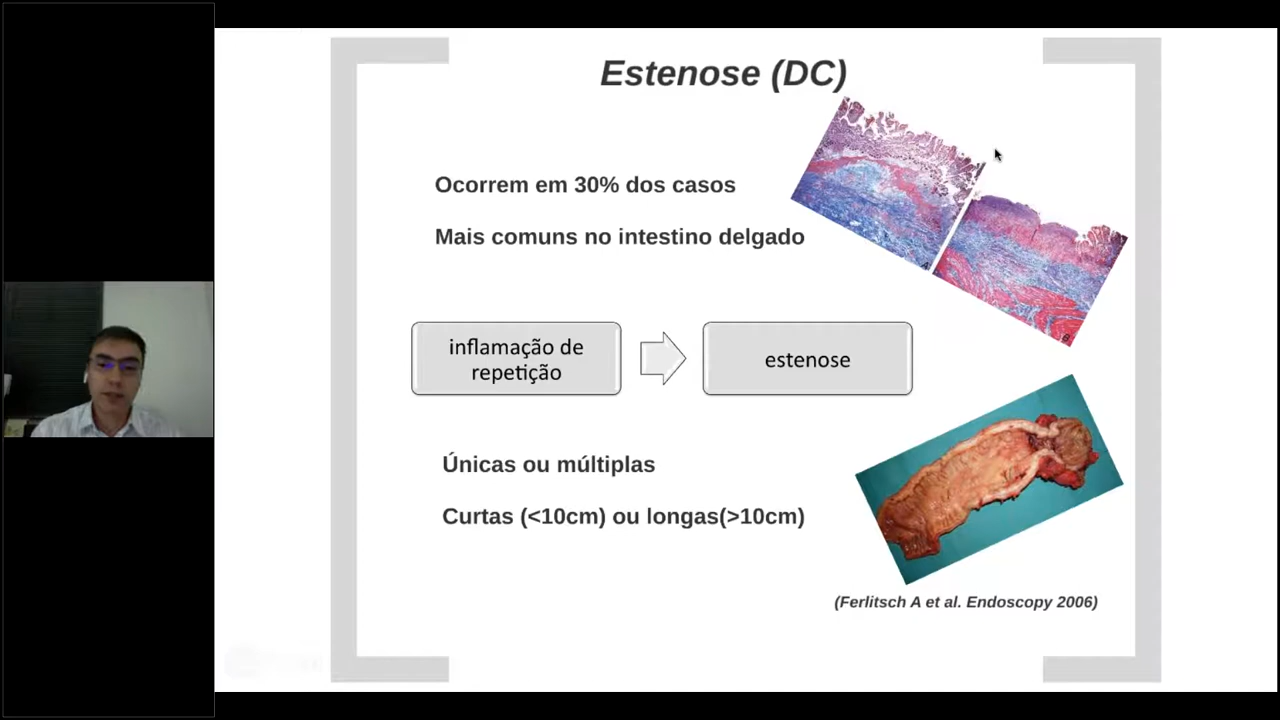 Estenose (DC)
Ocorrem em 30% dos casos
Mais comuns no intestino delgado
inflamação de
repetição
estenose
Únicas ou múltiplas
Curtas (<10cm) ou longas(>10cm)
(Ferlitsch A et al. Endoscopy 2006)